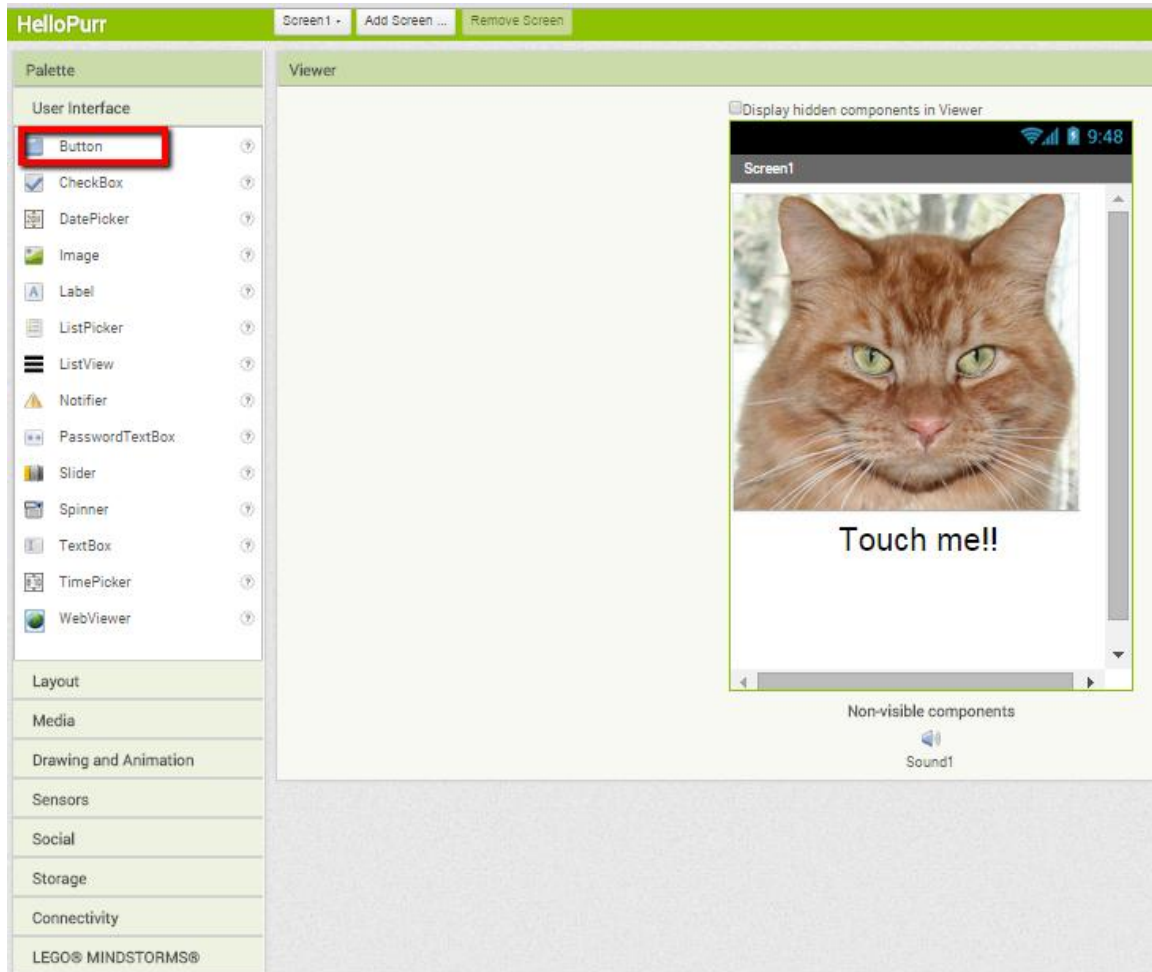 HelloPurr
Screen1
Add Screen ...
Remove Screen
Palette
User Interface
Button
CheckBox
DatePicker
Image
Label
ListPicker
ListView
Notifier
PasswordTextBox
Slider
Spinner
TextBox
TimePicker
WebViewer
Layout
Media
Drawing and Animation
Sensors
Social
Storage
Connectivity
LEGO® MINDSTORMS®
Viewer
Display hidden components in Viewer
9:48
Screen1
Touch me!!
Non-visible components
Sound1